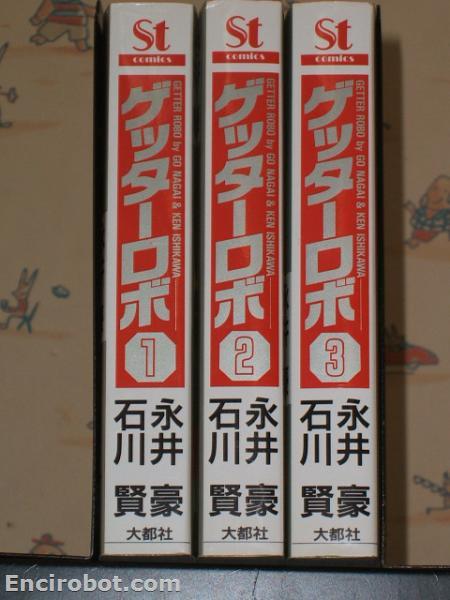 St
comics
ゲッターロボ
GETTER ROBO by GO NAGAI & KEN ISHIKAWA
1
永井豪
石川賢
大都社
St
comics
ゲッターロボ
GETTER ROBO by GO NAGAI & KEN ISHIKAWA
2
永井豪
石川賢
大都社
St
comics
ゲッターロボ
GETTER ROBO by GO NAGAI & KEN ISHIKAWA
3
永井豪
石川賢
大都社
Encirobot.com
Encirobot.com